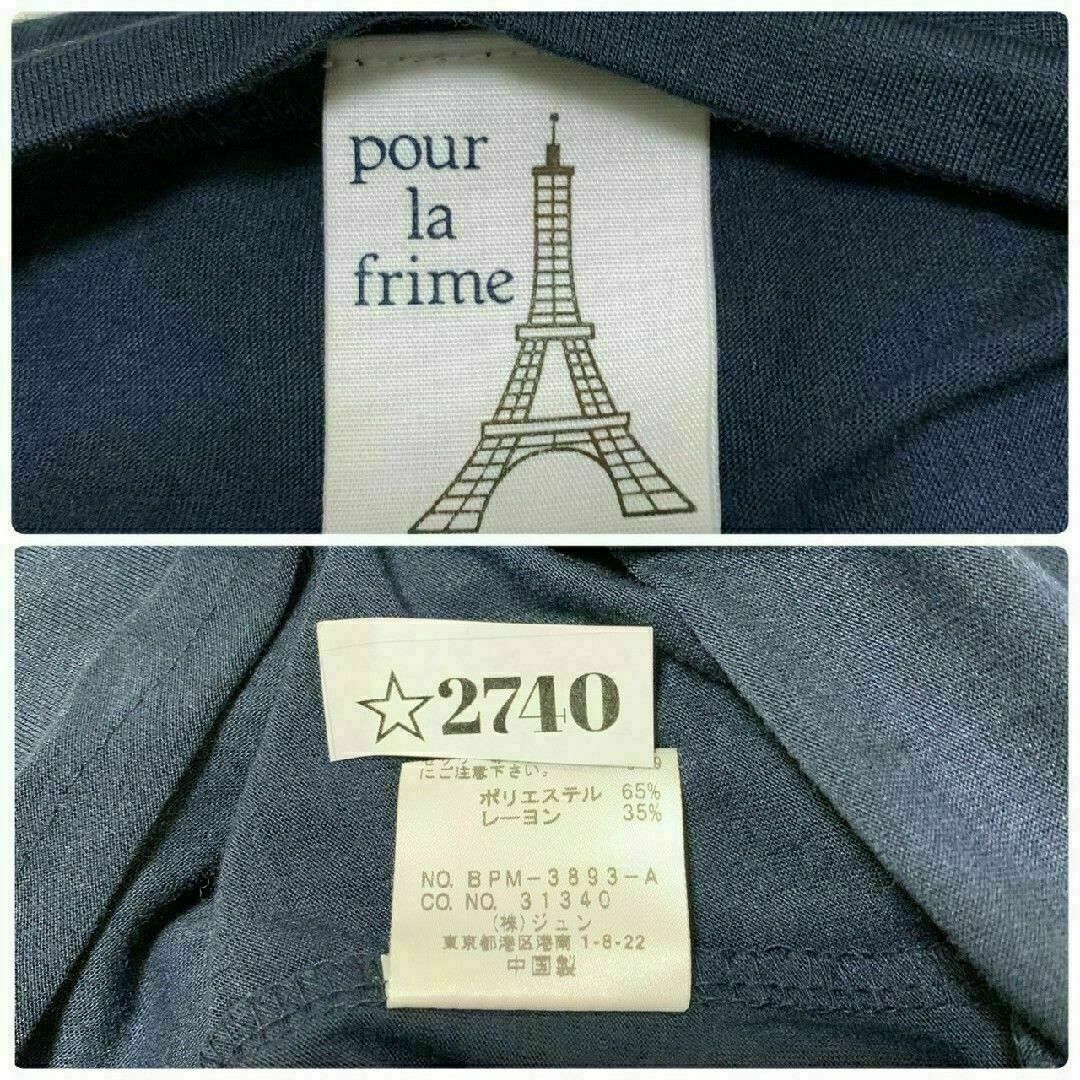 pour
la
frime
☆2740
にご注意下さい。
ポリエステル 65%
レーヨン 35%
NO. BPM-3893-A
CO. NO. 31340
(株)ジュン
東京都港区港南1-8-22
中国製